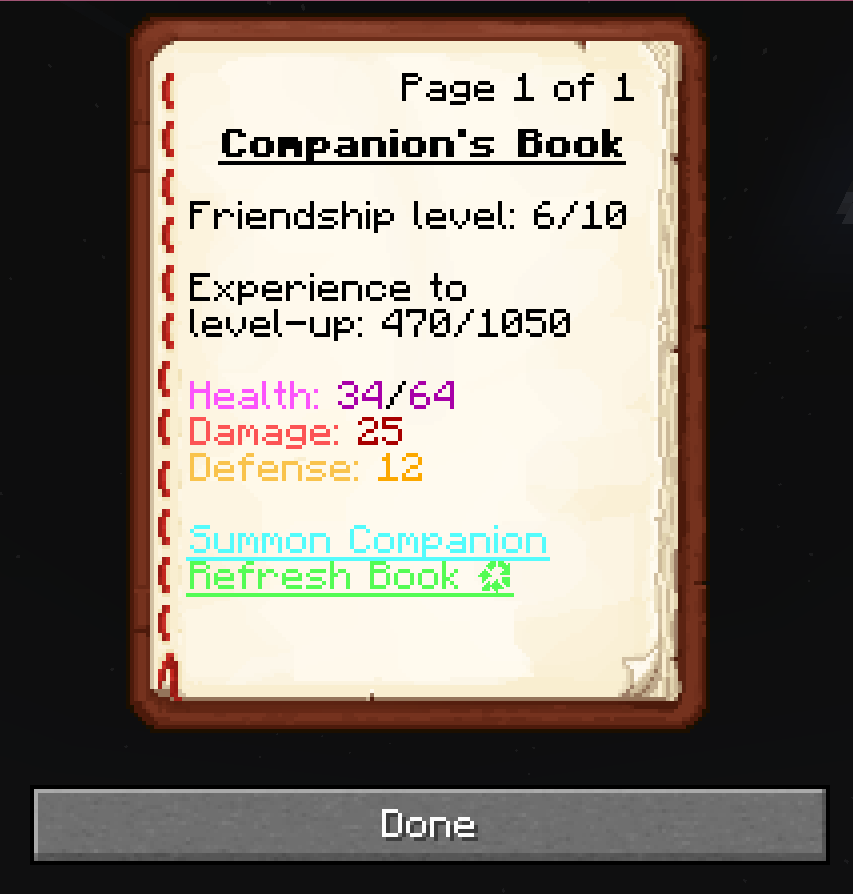 Page 1 of 1
Companion's Book
Friendship level: 6/10
Experience to
level-up: 470/1050
Health: 34/64
Damage: 25
Defense: 12
Summon Companion
Refresh Book ♻
Done